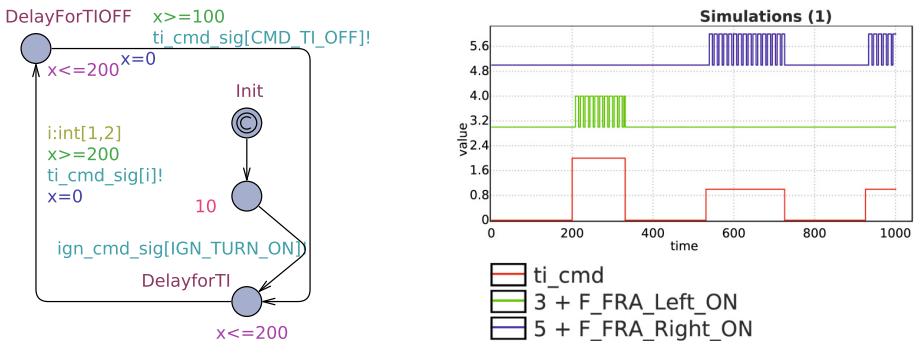 DelayForTIOFF
x>=100
ti_cmd_sig[CMD_TI_OFF]!
x=0
x<=200
Init
i:int[1,2]
x>=200
ti_cmd_sig[i]!
x=0
10
ign_cmd_sig[IGN_TURN_ON]!
DelayforTI
x<=200
Simulations (1)
value
5.6
4.8
4.0
3.2
2.4
1.6
0.8
0
0 200 400 600 800 1000
time
ti_cmd
3 + F_FRA_Left_ON
5 + F_FRA_Right_ON